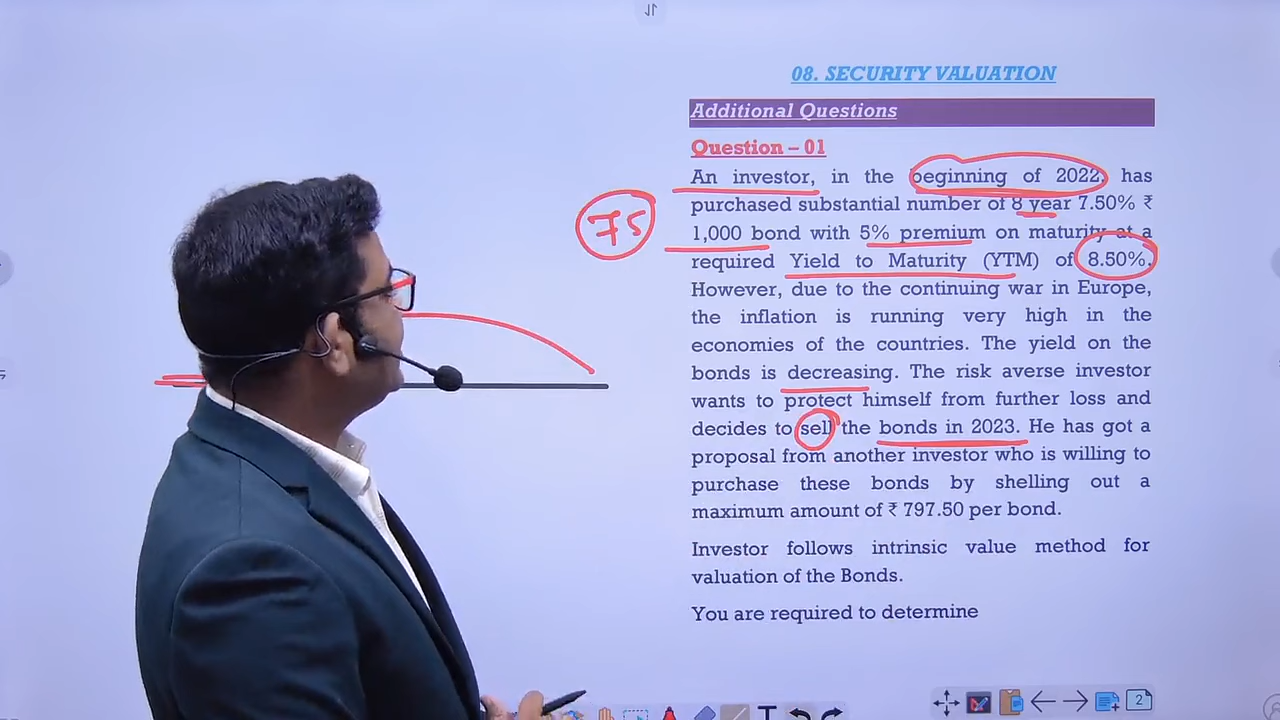 08. SECURITY VALUATION
Additional Questions
Question – 01
An investor, in the beginning of 2022, has
purchased substantial number of 8 year 7.50% ₹
1,000 bond with 5% premium on maturity at a
required Yield to Maturity (YTM) of 8.50%.
However, due to the continuing war in Europe,
the inflation is running very high in the
economies of the countries. The yield on the
bonds is decreasing. The risk averse investor
wants to protect himself from further loss and
decides to sell the bonds in 2023. He has got a
proposal from another investor who is willing to
purchase these bonds by shelling out a
maximum amount of ₹ 797.50 per bond.
Investor follows intrinsic value method for
valuation of the Bonds.
You are required to determine
75
T
2